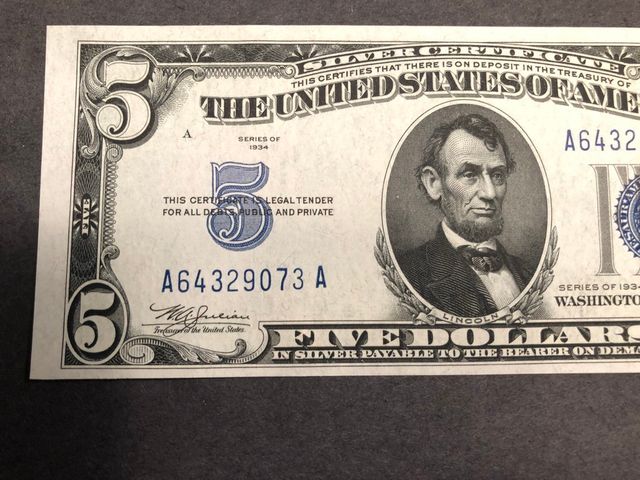 5
SILVER CERTIFICATE
THIS CERTIFIES THAT THERE IS ON DEPOSIT IN THE TREASURY OF
THE UNITED STATES OF AME
A
SERIES OF
1934
A6432
5
THIS CERTIFICATE IS LEGAL TENDER
FOR ALL DEBTS, PUBLIC AND PRIVATE
FIVE
A64329073 A
SERIES OF 1934
WASHINGTO
5
Treasurer of the United States.
LINCOLN
FIVE DOLLARS
IN SILVER PAYABLE TO THE BEARER ON DEMA